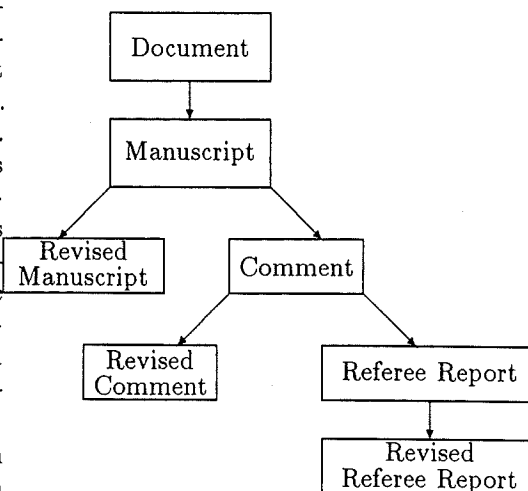 Document
Manuscript
Revised
Manuscript
Comment
Revised
Comment
Referee Report
Revised
Referee Report